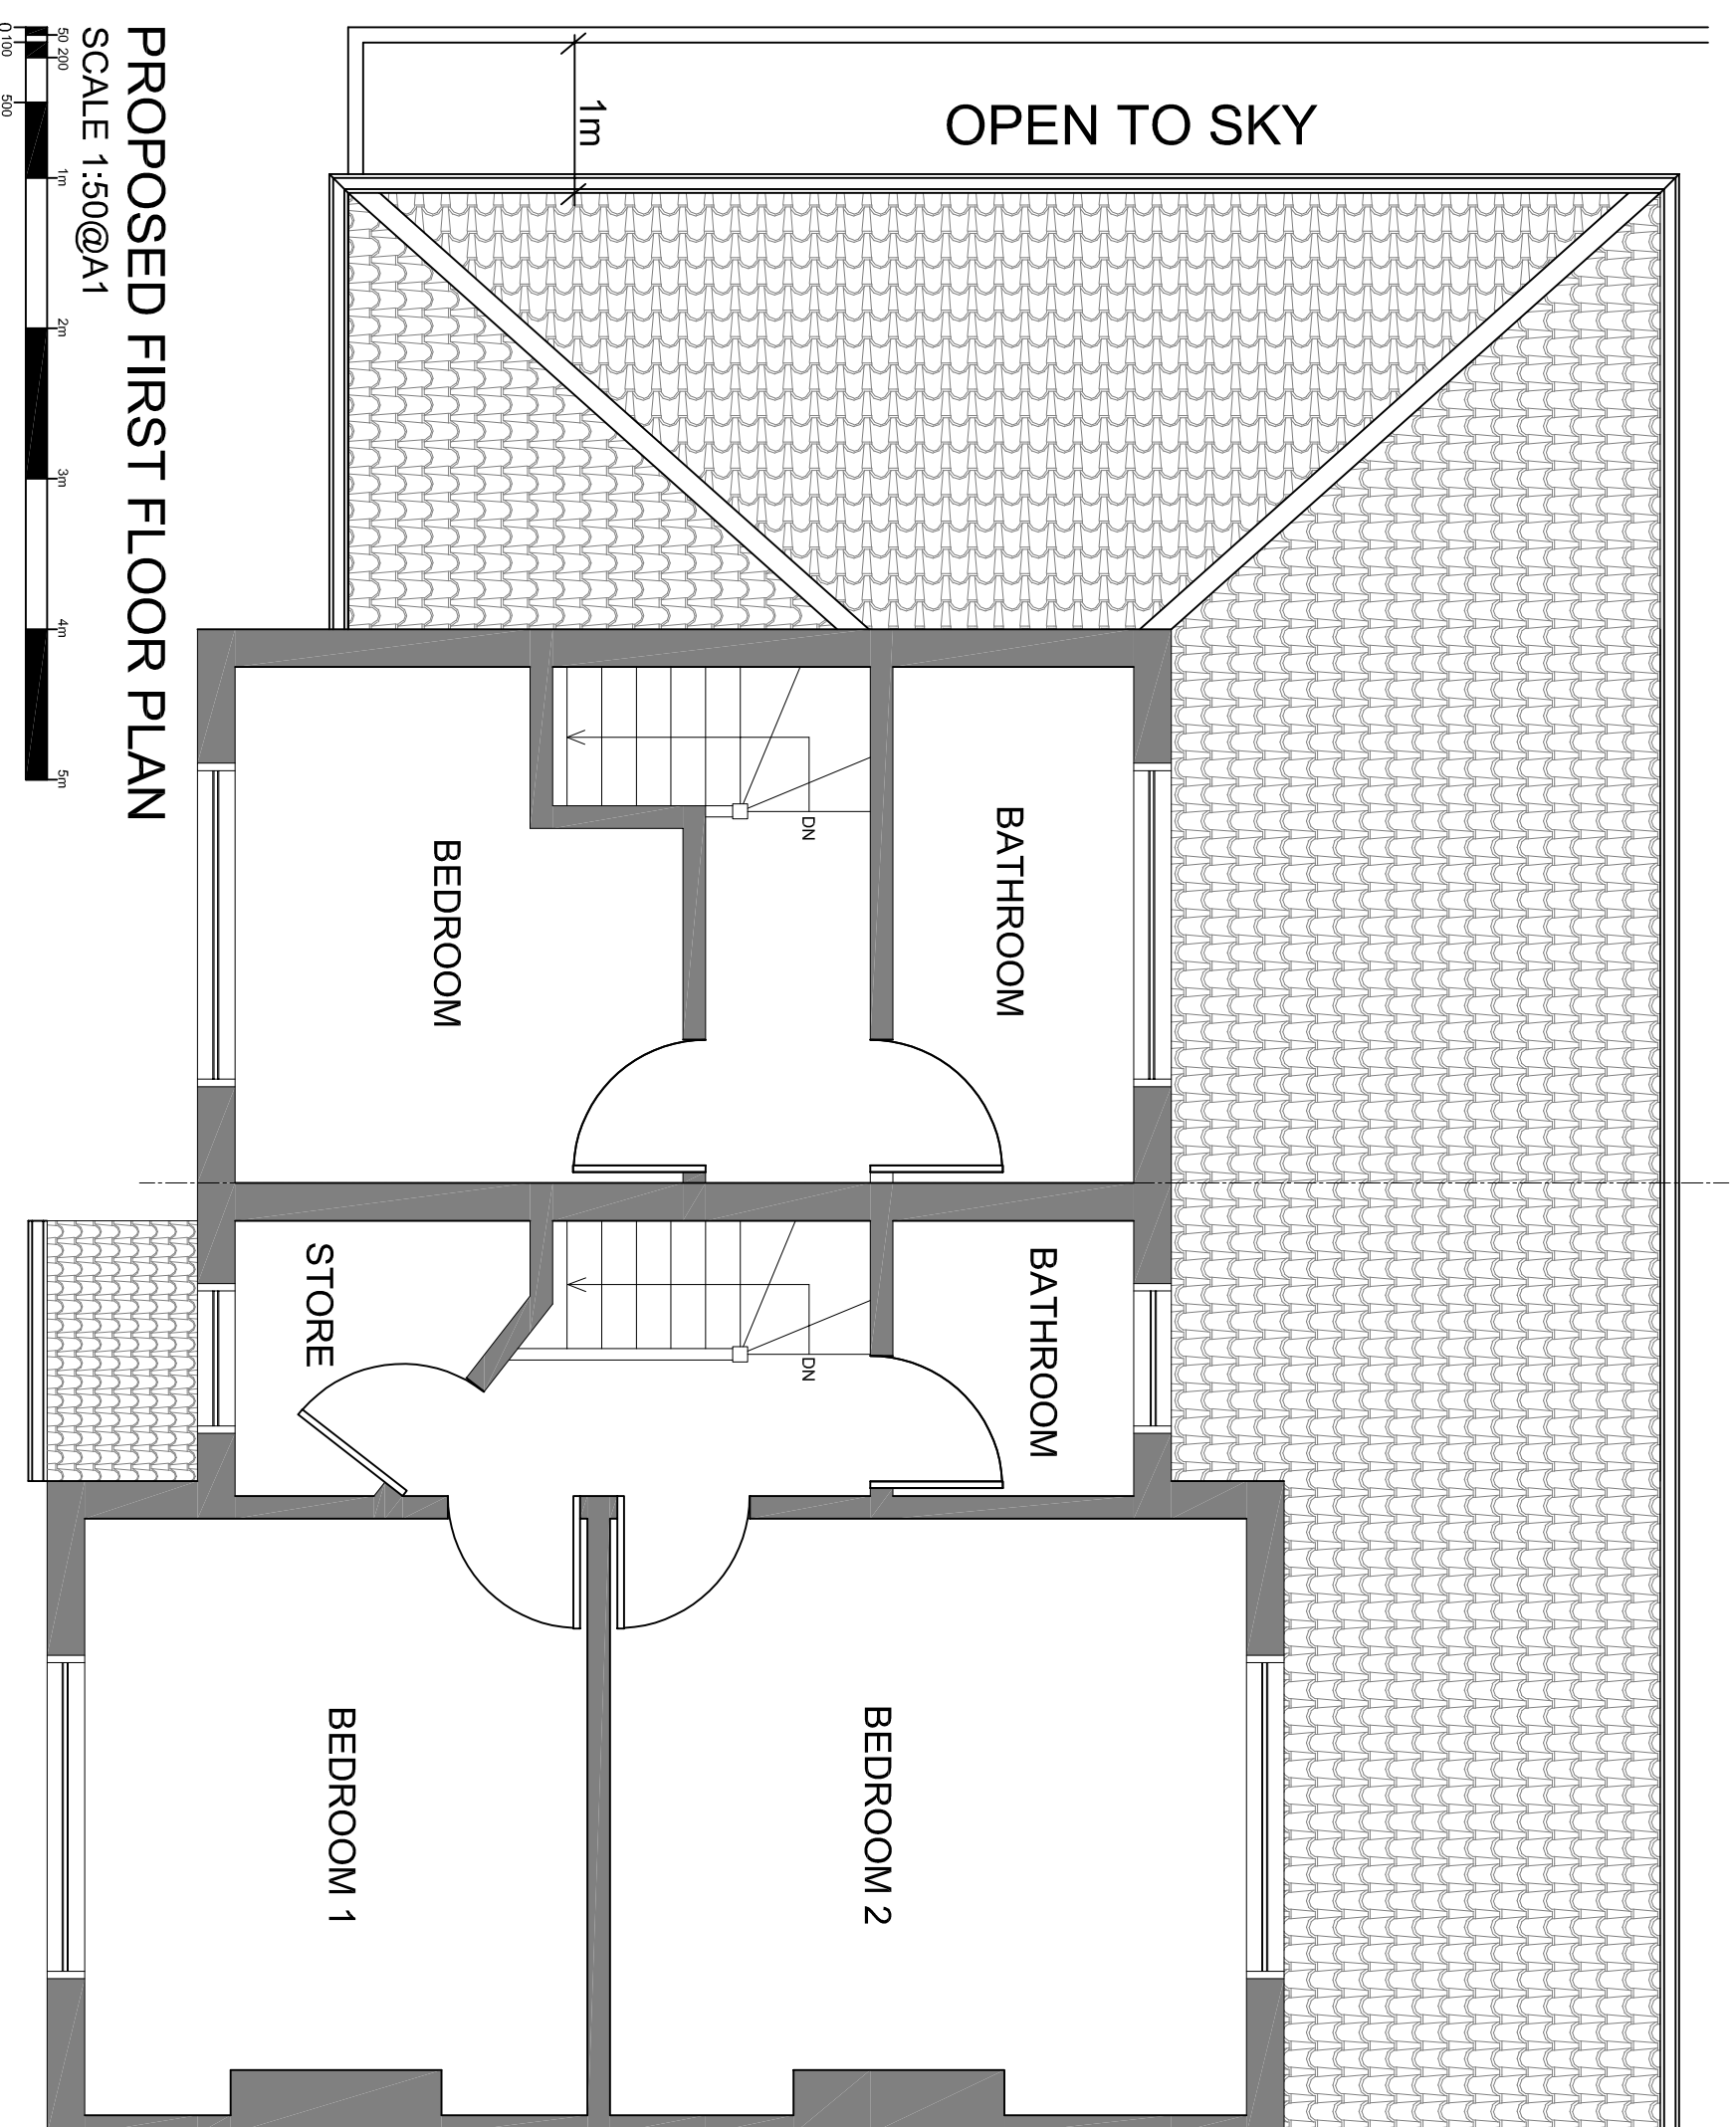 OPEN TO SKY
1m
BATHROOM
DN
BEDROOM
BATHROOM
DN
STORE
BEDROOM 2
BEDROOM 1
PROPOSED FIRST FLOOR PLAN
SCALE 1:50@A1
50 200 1m 2m 3m 4m 5m
0 100 500